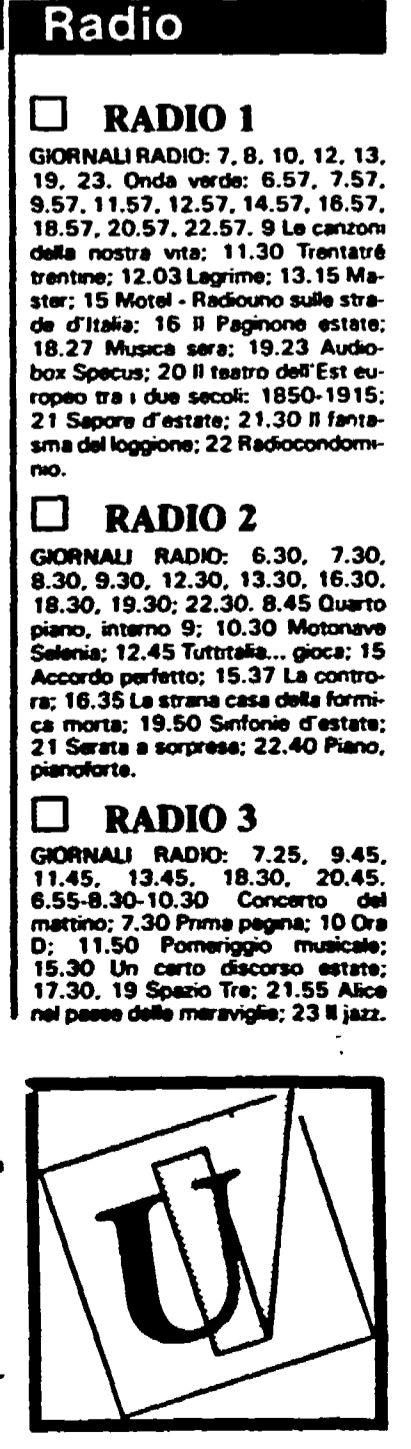 Radio
□ RADIO 1
GIORNALI RADIO: 7, 8, 10, 12, 13,
19, 23. Onda verde: 6.57, 7.57,
9.57, 11.57, 12.57, 14.57, 16.57,
18.57, 20.57, 22.57. 9 Le canzoni
della nostra vita; 11.30 Trentatré
trentine; 12.03 Lagrime; 13.15 Ma-
ster; 15 Motel - Radiouno sulle stra-
de d'Italia; 16 Il Paginone estate;
18.27 Musica sera; 19.23 Audio-
box Specus; 20 Il teatro dell'Est eu-
ropeo tra i due secoli: 1850-1915;
21 Sapore d'estate; 21.30 Il fanta-
sma del loggione; 22 Radiocondomi-
nio.
□ RADIO 2
GIORNALI RADIO: 6.30, 7.30,
8.30, 9.30, 12.30, 13.30, 16.30,
18.30, 19.30; 22.30. 8.45 Quarto
piano, interno 9; 10.30 Motonave
Selenia; 12.45 Tuttitalia... gioca; 15
Accordo perfetto; 15.37 La contro-
ra; 16.35 La strana casa della formi-
ca morta; 19.50 Sinfonie d'estate;
21 Serata a sorpresa; 22.40 Piano,
pianoforte.
□ RADIO 3
GIORNALI RADIO: 7.25, 9.45,
11.45, 13.45, 18.30, 20.45.
6.55-8.30-10.30 Concerto del
mattino; 7.30 Prima pagina; 10 Ora
D; 11.50 Pomeriggio musicale;
15.30 Un certo discorso estate;
17.30, 19 Spazio Tre; 21.55 Alice
nel paese delle meraviglie; 23 Il jazz.
U